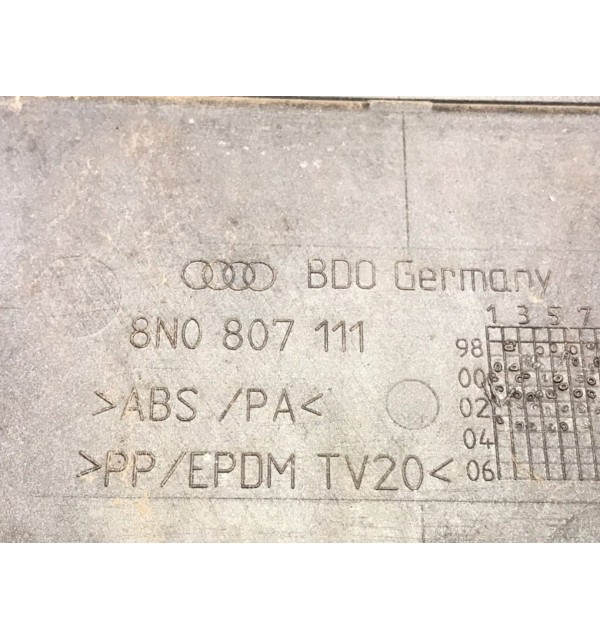 BDO Germany
1 3 5 7
8N0 807 111
98
00
>ABS /PA<
02
04
>PP/EPDM TV20<
06